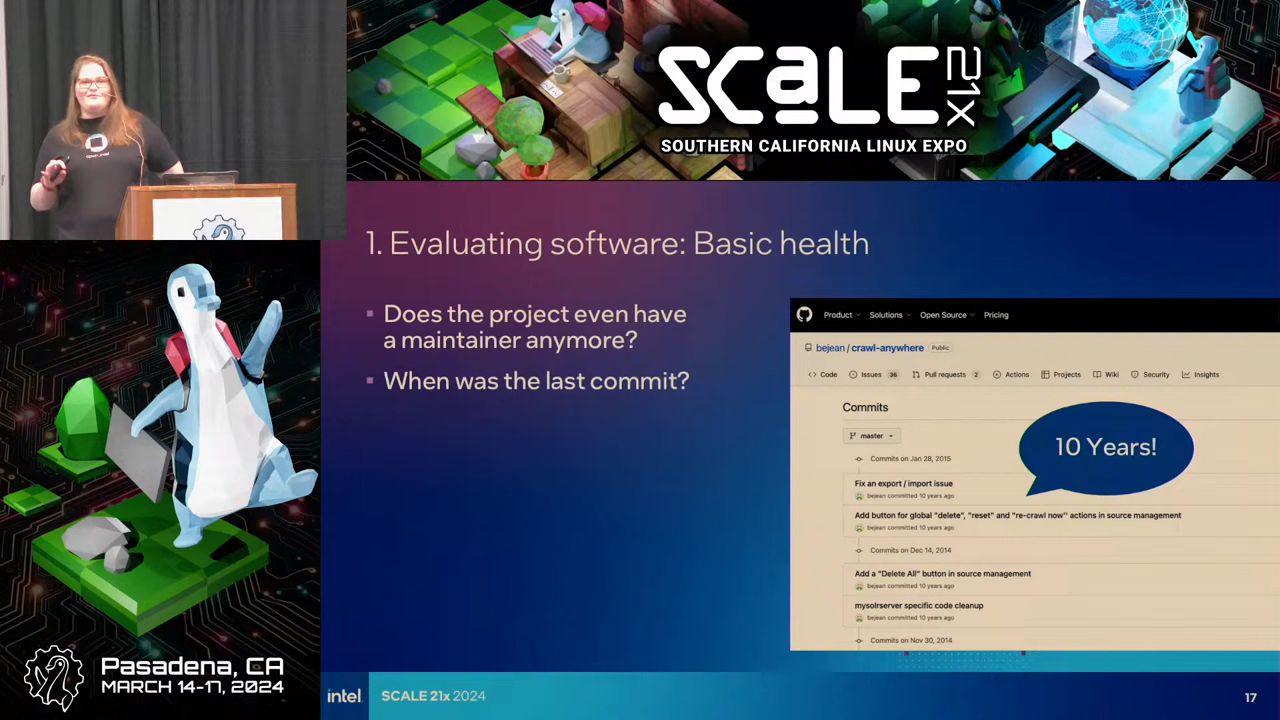 SCaLE 21x
SOUTHERN CALIFORNIA LINUX EXPO
open.intel
1. Evaluating software: Basic health
Does the project even have
a maintainer anymore?
When was the last commit?
Product Solutions Open Source Pricing
bejean / crawl-anywhere Public
Code Issues 36 Pull requests 2 Actions Projects Wiki Security Insights
Commits
master
10 Years!
Commits on Jan 28, 2015
Fix an export / import issue
bejean committed 10 years ago
Add button for global "delete", "reset" and "re-crawl now" actions in source management
bejean committed 10 years ago
Commits on Dec 14, 2014
Add a "Delete All" button in source management
bejean committed 10 years ago
mysolrserver specific code cleanup
bejean committed 10 years ago
Commits on Nov 30, 2014
Pasadena, CA
MARCH 14-17, 2024
intel SCALE 21x 2024 17